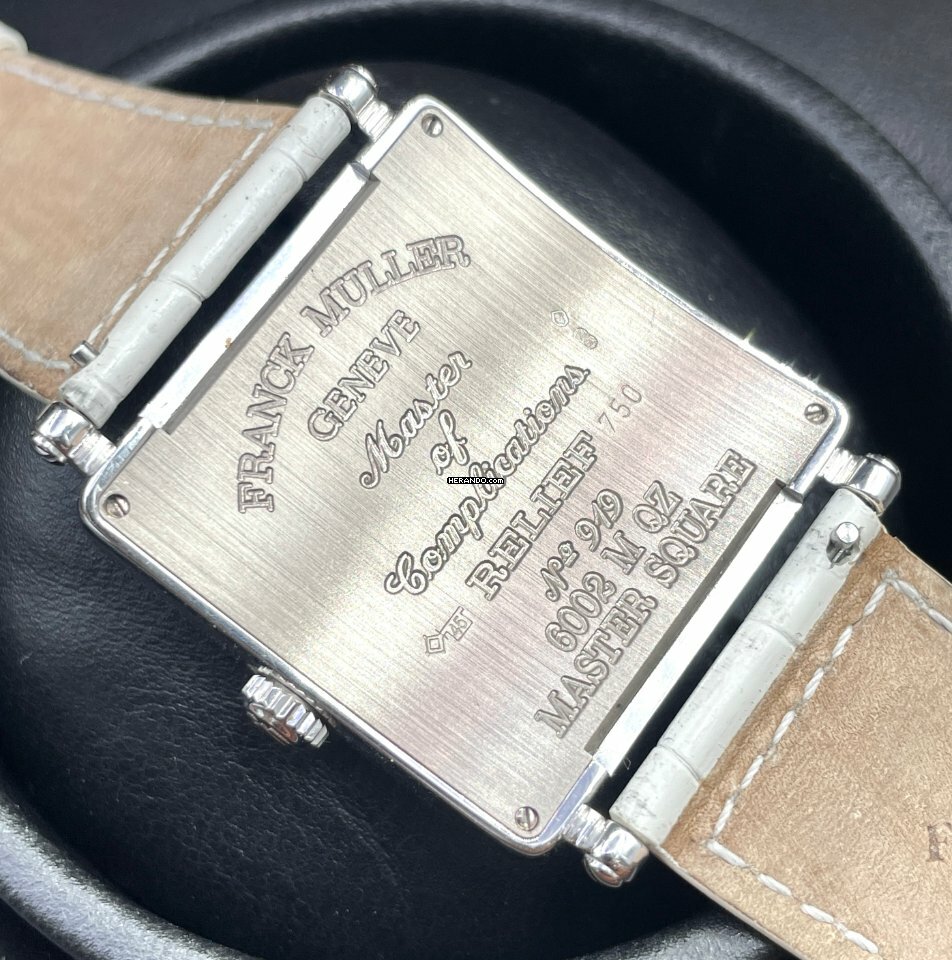 FRANCK MULLER
GENEVE
Master
of
Complications
RELIEF
750
Nº 919
6002 M QZ
MASTER SQUARE
HERANDO.com